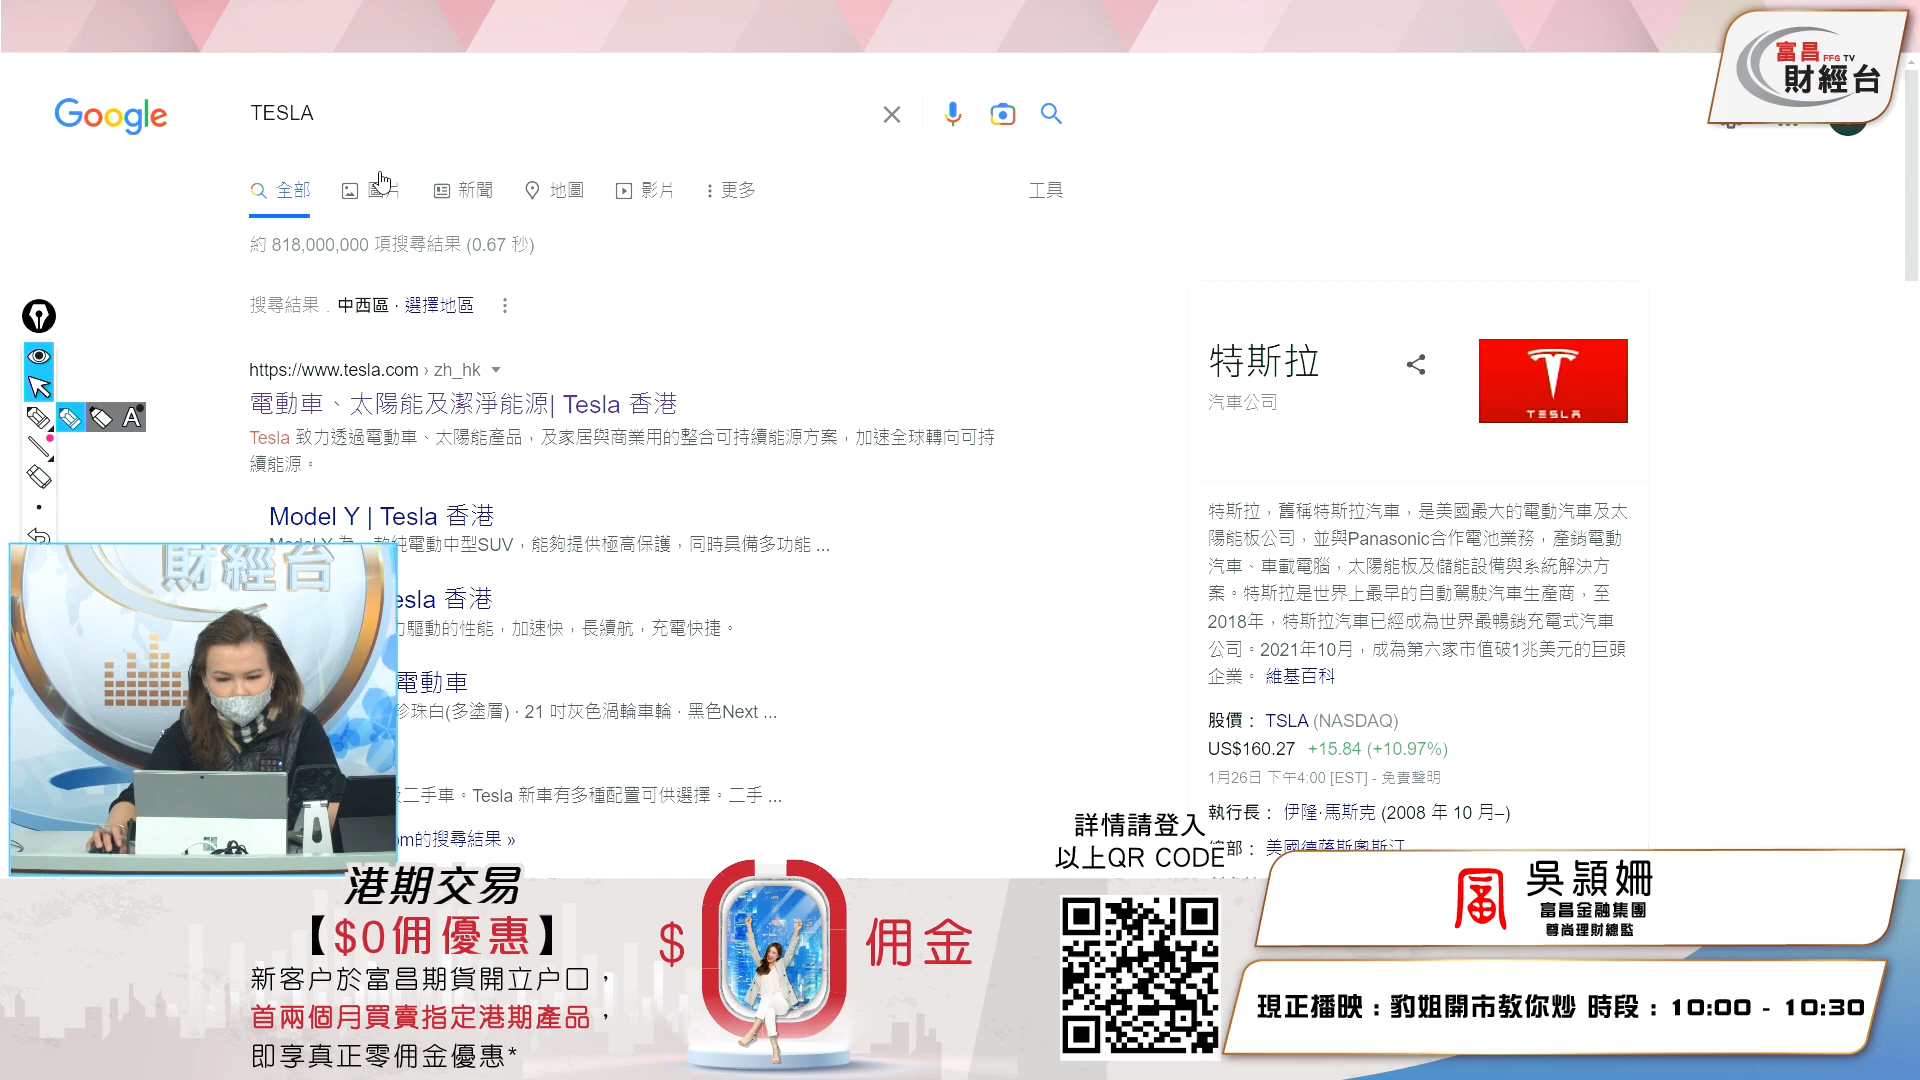 富昌 FFG TV
財經台
Google
TESLA
全部
圖片
新聞
地圖
影片
更多
工具
約 818,000,000 項搜尋結果 (0.67 秒)
搜尋結果 . 中西區 · 選擇地區
https://www.tesla.com › zh_hk
電動車、太陽能及潔淨能源| Tesla 香港
Tesla 致力透過電動車、太陽能產品，及家居與商業用的整合可持續能源方案，加速全球轉向可持
續能源。
Model Y | Tesla 香港
Model Y 為一款純電動中型SUV，能夠提供極高保護，同時具備多功能 ...
esla 香港
力驅動的性能，加速快，長續航，充電快捷。
電動車
珍珠白(多塗層) · 21 吋灰色渦輪車輪 · 黑色Next ...
二手車。Tesla 新車有多種配置可供選擇。二手 ...
om的搜尋結果 »
特斯拉
汽車公司
TESLA
特斯拉，舊稱特斯拉汽車，是美國最大的電動汽車及太
陽能板公司，並與Panasonic合作電池業務，產銷電動
汽車、車載電腦，太陽能板及儲能設備與系統解決方
案。特斯拉是世界上最早的自動駕駛汽車生產商，至
2018年，特斯拉汽車已經成為世界最暢銷充電式汽車
公司。2021年10月，成為第六家市值破1兆美元的巨頭
企業。 維基百科
股價： TSLA (NASDAQ)
US$160.27 +15.84 (+10.97%)
1月26日 下午4:00 [EST] - 免責聲明
執行長： 伊隆·馬斯克 (2008 年 10 月–)
總部： 美國德薩斯奧斯汀
A
財經台
港期交易
【$0佣優惠】
新客户於富昌期貨開立户口，
首兩個月買賣指定港期產品，
即享真正零佣金優惠*
$0佣金
詳情請登入
以上QR CODE
吳頴姍
富昌金融集團
尊尚理財總監
現正播映：豹姐開市教你炒 時段：10:00 - 10:30